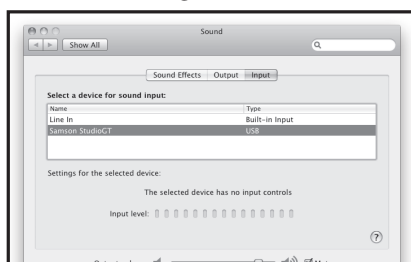 Sound
Show All
Sound Effects Output Input
Select a device for sound input:
Name Type
Line In Built-in Input
Samson StudioGT USB
Settings for the selected device:
The selected device has no input controls
Input level:
?